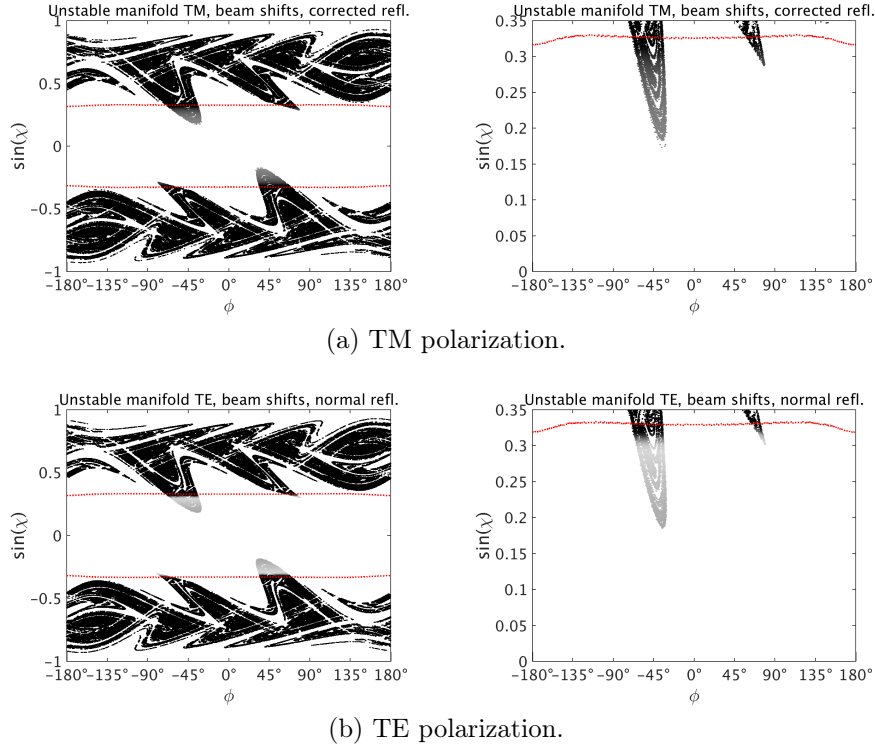 Unstable manifold TM, beam shifts, corrected refl.
1
0.5
0
−0.5
−1
sin(χ)
−180° −135° −90° −45° 0° 45° 90° 135° 180°
ϕ
Unstable manifold TM, beam shifts, corrected refl.
0.35
0.3
0.25
0.2
0.15
0.1
0.05
0
sin(χ)
−180° −135° −90° −45° 0° 45° 90° 135° 180°
ϕ
(a) TM polarization.
Unstable manifold TE, beam shifts, normal refl.
1
0.5
0
−0.5
−1
sin(χ)
−180° −135° −90° −45° 0° 45° 90° 135° 180°
ϕ
Unstable manifold TE, beam shifts, normal refl.
0.35
0.3
0.25
0.2
0.15
0.1
0.05
0
sin(χ)
−180° −135° −90° −45° 0° 45° 90° 135° 180°
ϕ
(b) TE polarization.